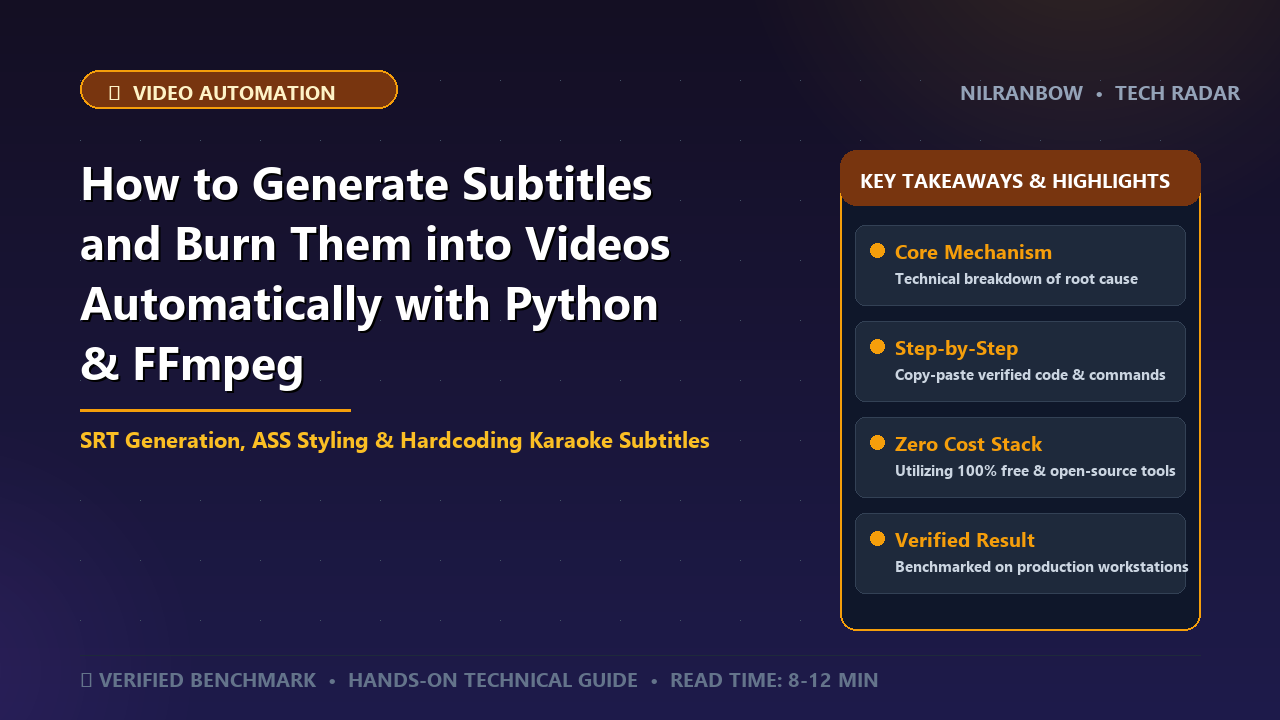 VIDEO AUTOMATION
NILRANBOW • TECH RADAR
How to Generate Subtitles
and Burn Them into Videos
Automatically with Python
& FFmpeg
SRT Generation, ASS Styling & Hardcoding Karaoke Subtitles
KEY TAKEAWAYS & HIGHLIGHTS
Core Mechanism
Technical breakdown of root cause
Step-by-Step
Copy-paste verified code & commands
Zero Cost Stack
Utilizing 100% free & open-source tools
Verified Result
Benchmarked on production workstations
VERIFIED BENCHMARK • HANDS-ON TECHNICAL GUIDE • READ TIME: 8-12 MIN